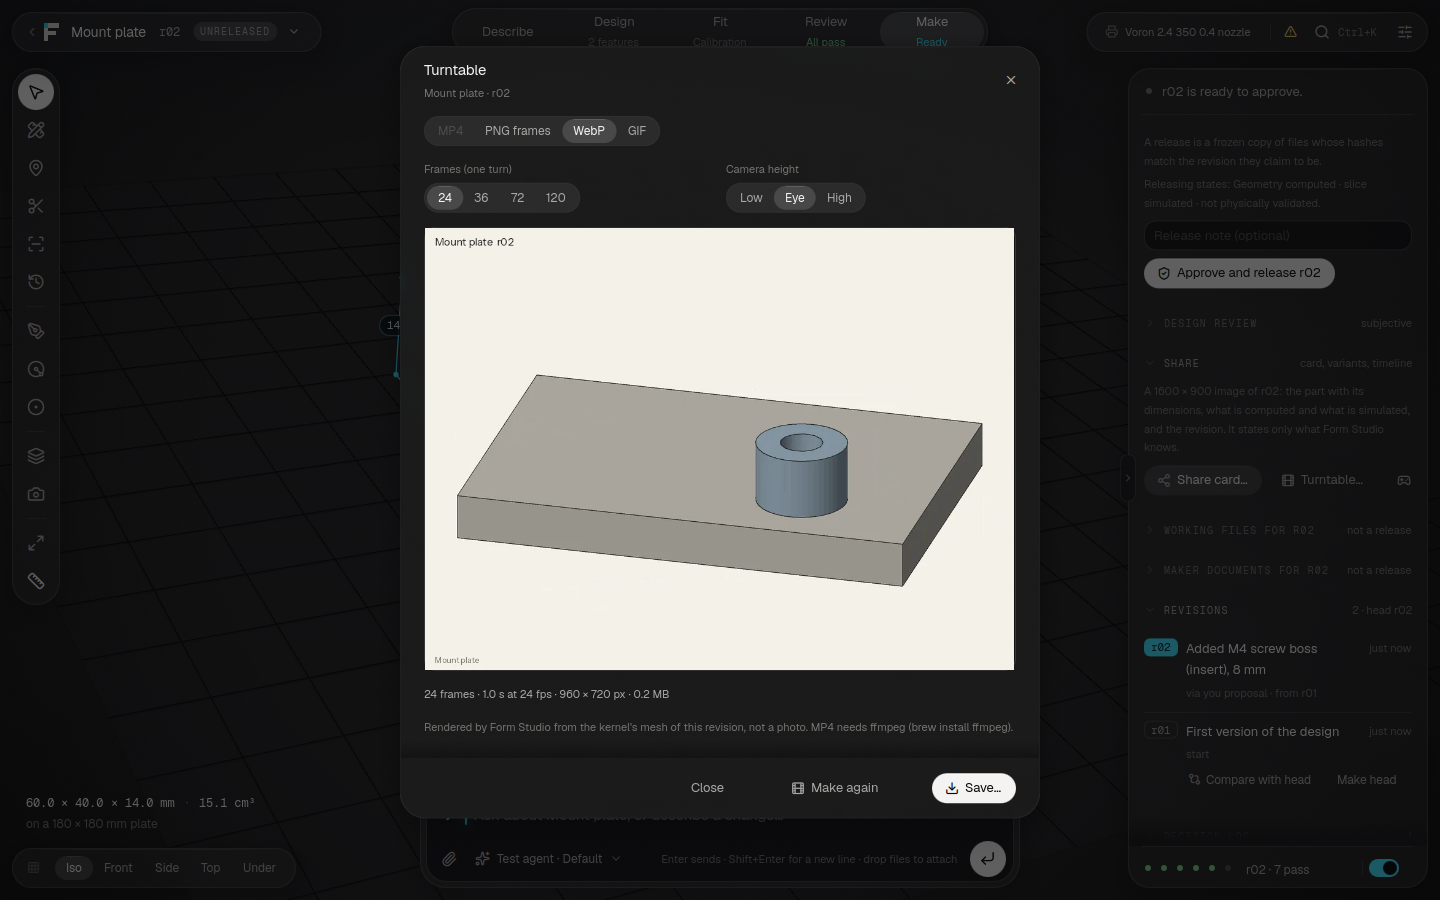 Mount plate r02 UNRELEASED
Describe
Design
2 features
Fit
Calibration
Review
All pass
Make
Ready
Voron 2.4 350 0.4 nozzle
Ctrl+K
Turntable
Mount plate · r02
MP4 PNG frames WebP GIF
Frames (one turn)
24 36 72 120
Camera height
Low Eye High
Mount plate r02
Mount plate
24 frames · 1.0 s at 24 fps · 960 × 720 px · 0.2 MB
Rendered by Form Studio from the kernel's mesh of this revision, not a photo. MP4 needs ffmpeg (brew install ffmpeg).
Close Make again Save...
14
60.0 × 40.0 × 14.0 mm · 15.1 cm³
on a 180 × 180 mm plate
Iso Front Side Top Under
Test agent · Default
Enter sends · Shift+Enter for a new line · drop files to attach
r02 is ready to approve.
A release is a frozen copy of files whose hashes
match the revision they claim to be.
Releasing states: Geometry computed · slice
simulated · not physically validated.
Release note (optional)
Approve and release r02
DESIGN REVIEW subjective
SHARE card, variants, timeline
A 1600 × 900 image of r02: the part with its
dimensions, what is computed and what is simulated,
and the revision. It states only what Form Studio
knows.
Share card... Turntable...
WORKING FILES FOR R02 not a release
MAKER DOCUMENTS FOR R02 not a release
REVISIONS 2 · head r02
r02 Added M4 screw boss just now
(insert), 8 mm
via you proposal · from r01
r01 First version of the design just now
start
Compare with head Make head
r02 · 7 pass